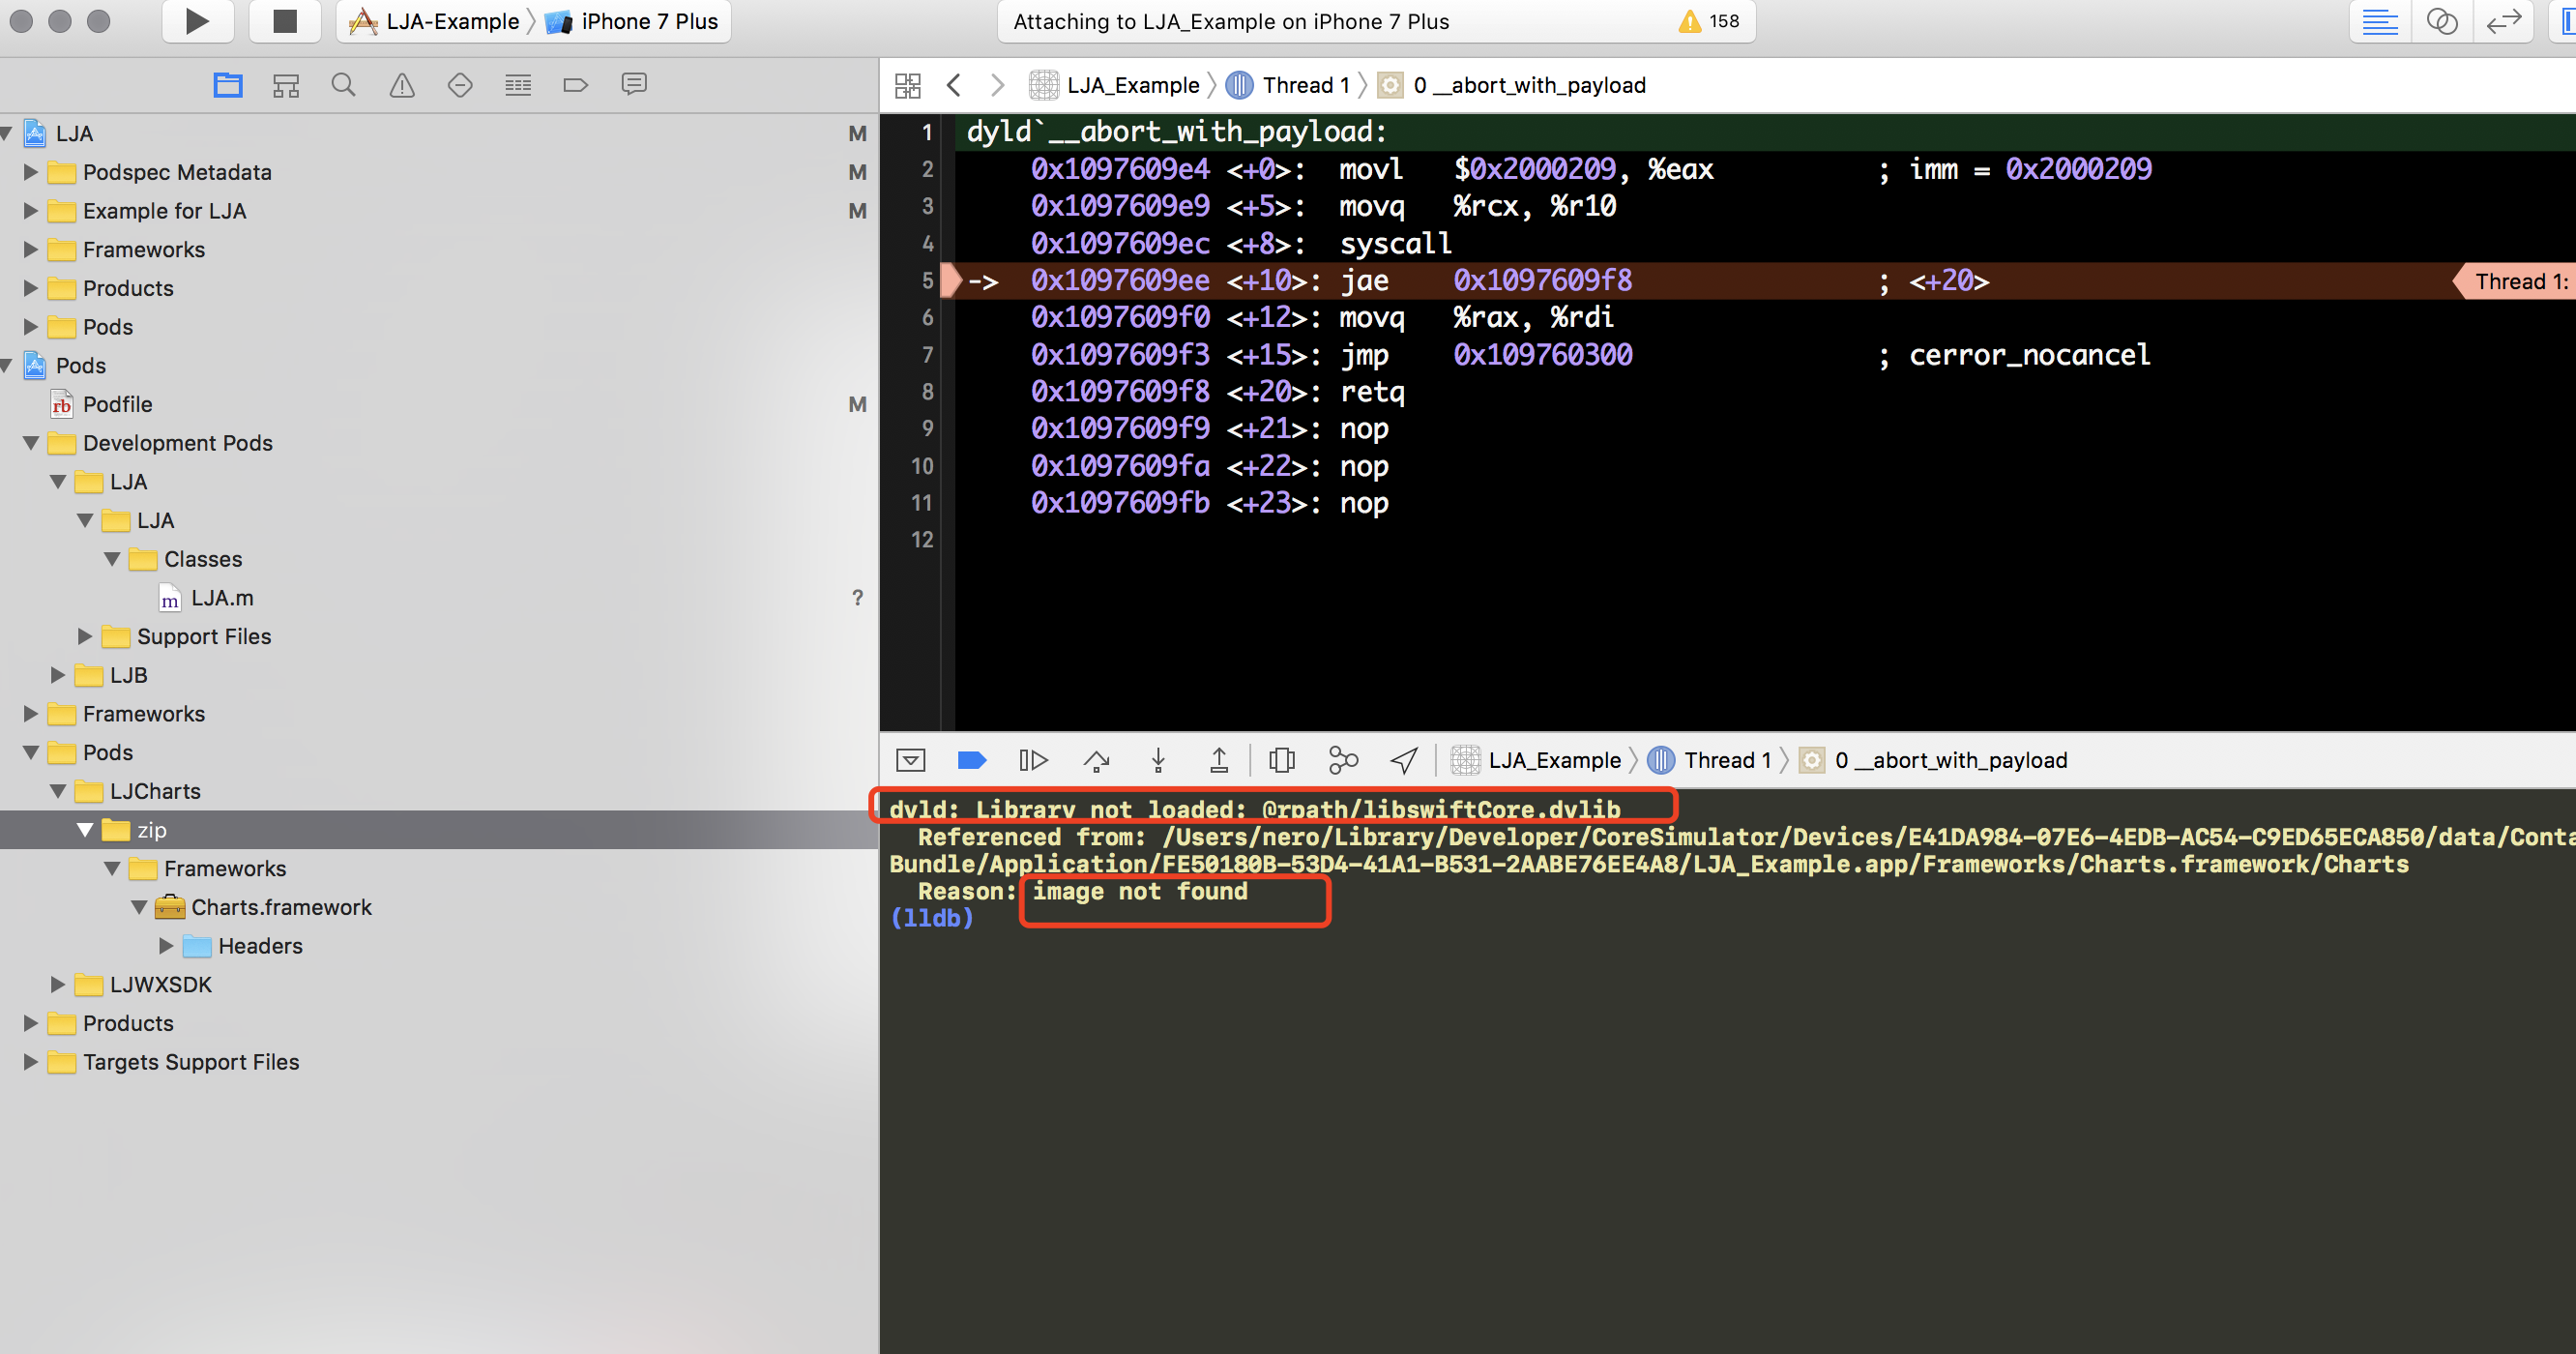 LJA-Example 〉 iPhone 7 Plus
Attaching to LJA_Example on iPhone 7 Plus
158
LJA_Example 〉 Thread 1 〉 0 __abort_with_payload
LJA M
Podspec Metadata M
Example for LJA M
Frameworks
Products
Pods
Pods
rb Podfile M
Development Pods
LJA
LJA
Classes
m LJA.m ?
Support Files
LJB
Frameworks
Pods
LJCharts
zip
Frameworks
Charts.framework
Headers
LJWXSDK
Products
Targets Support Files
1 dyld`__abort_with_payload:
2 0x1097609e4 <+0>: movl $0x2000209, %eax ; imm = 0x2000209
3 0x1097609e9 <+5>: movq %rcx, %r10
4 0x1097609ec <+8>: syscall
5 -> 0x1097609ee <+10>: jae 0x1097609f8 ; <+20> Thread 1:
6 0x1097609f0 <+12>: movq %rax, %rdi
7 0x1097609f3 <+15>: jmp 0x109760300 ; cerror_nocancel
8 0x1097609f8 <+20>: retq
9 0x1097609f9 <+21>: nop
10 0x1097609fa <+22>: nop
11 0x1097609fb <+23>: nop
12
LJA_Example 〉 Thread 1 〉 0 __abort_with_payload
dyld: Library not loaded: @rpath/libswiftCore.dylib
Referenced from: /Users/nero/Library/Developer/CoreSimulator/Devices/E41DA984-07E6-4EDB-AC54-C9ED65ECA850/data/Conta
Bundle/Application/FE50180B-53D4-41A1-B531-2AABE76EE4A8/LJA_Example.app/Frameworks/Charts.framework/Charts
Reason: image not found
(lldb)